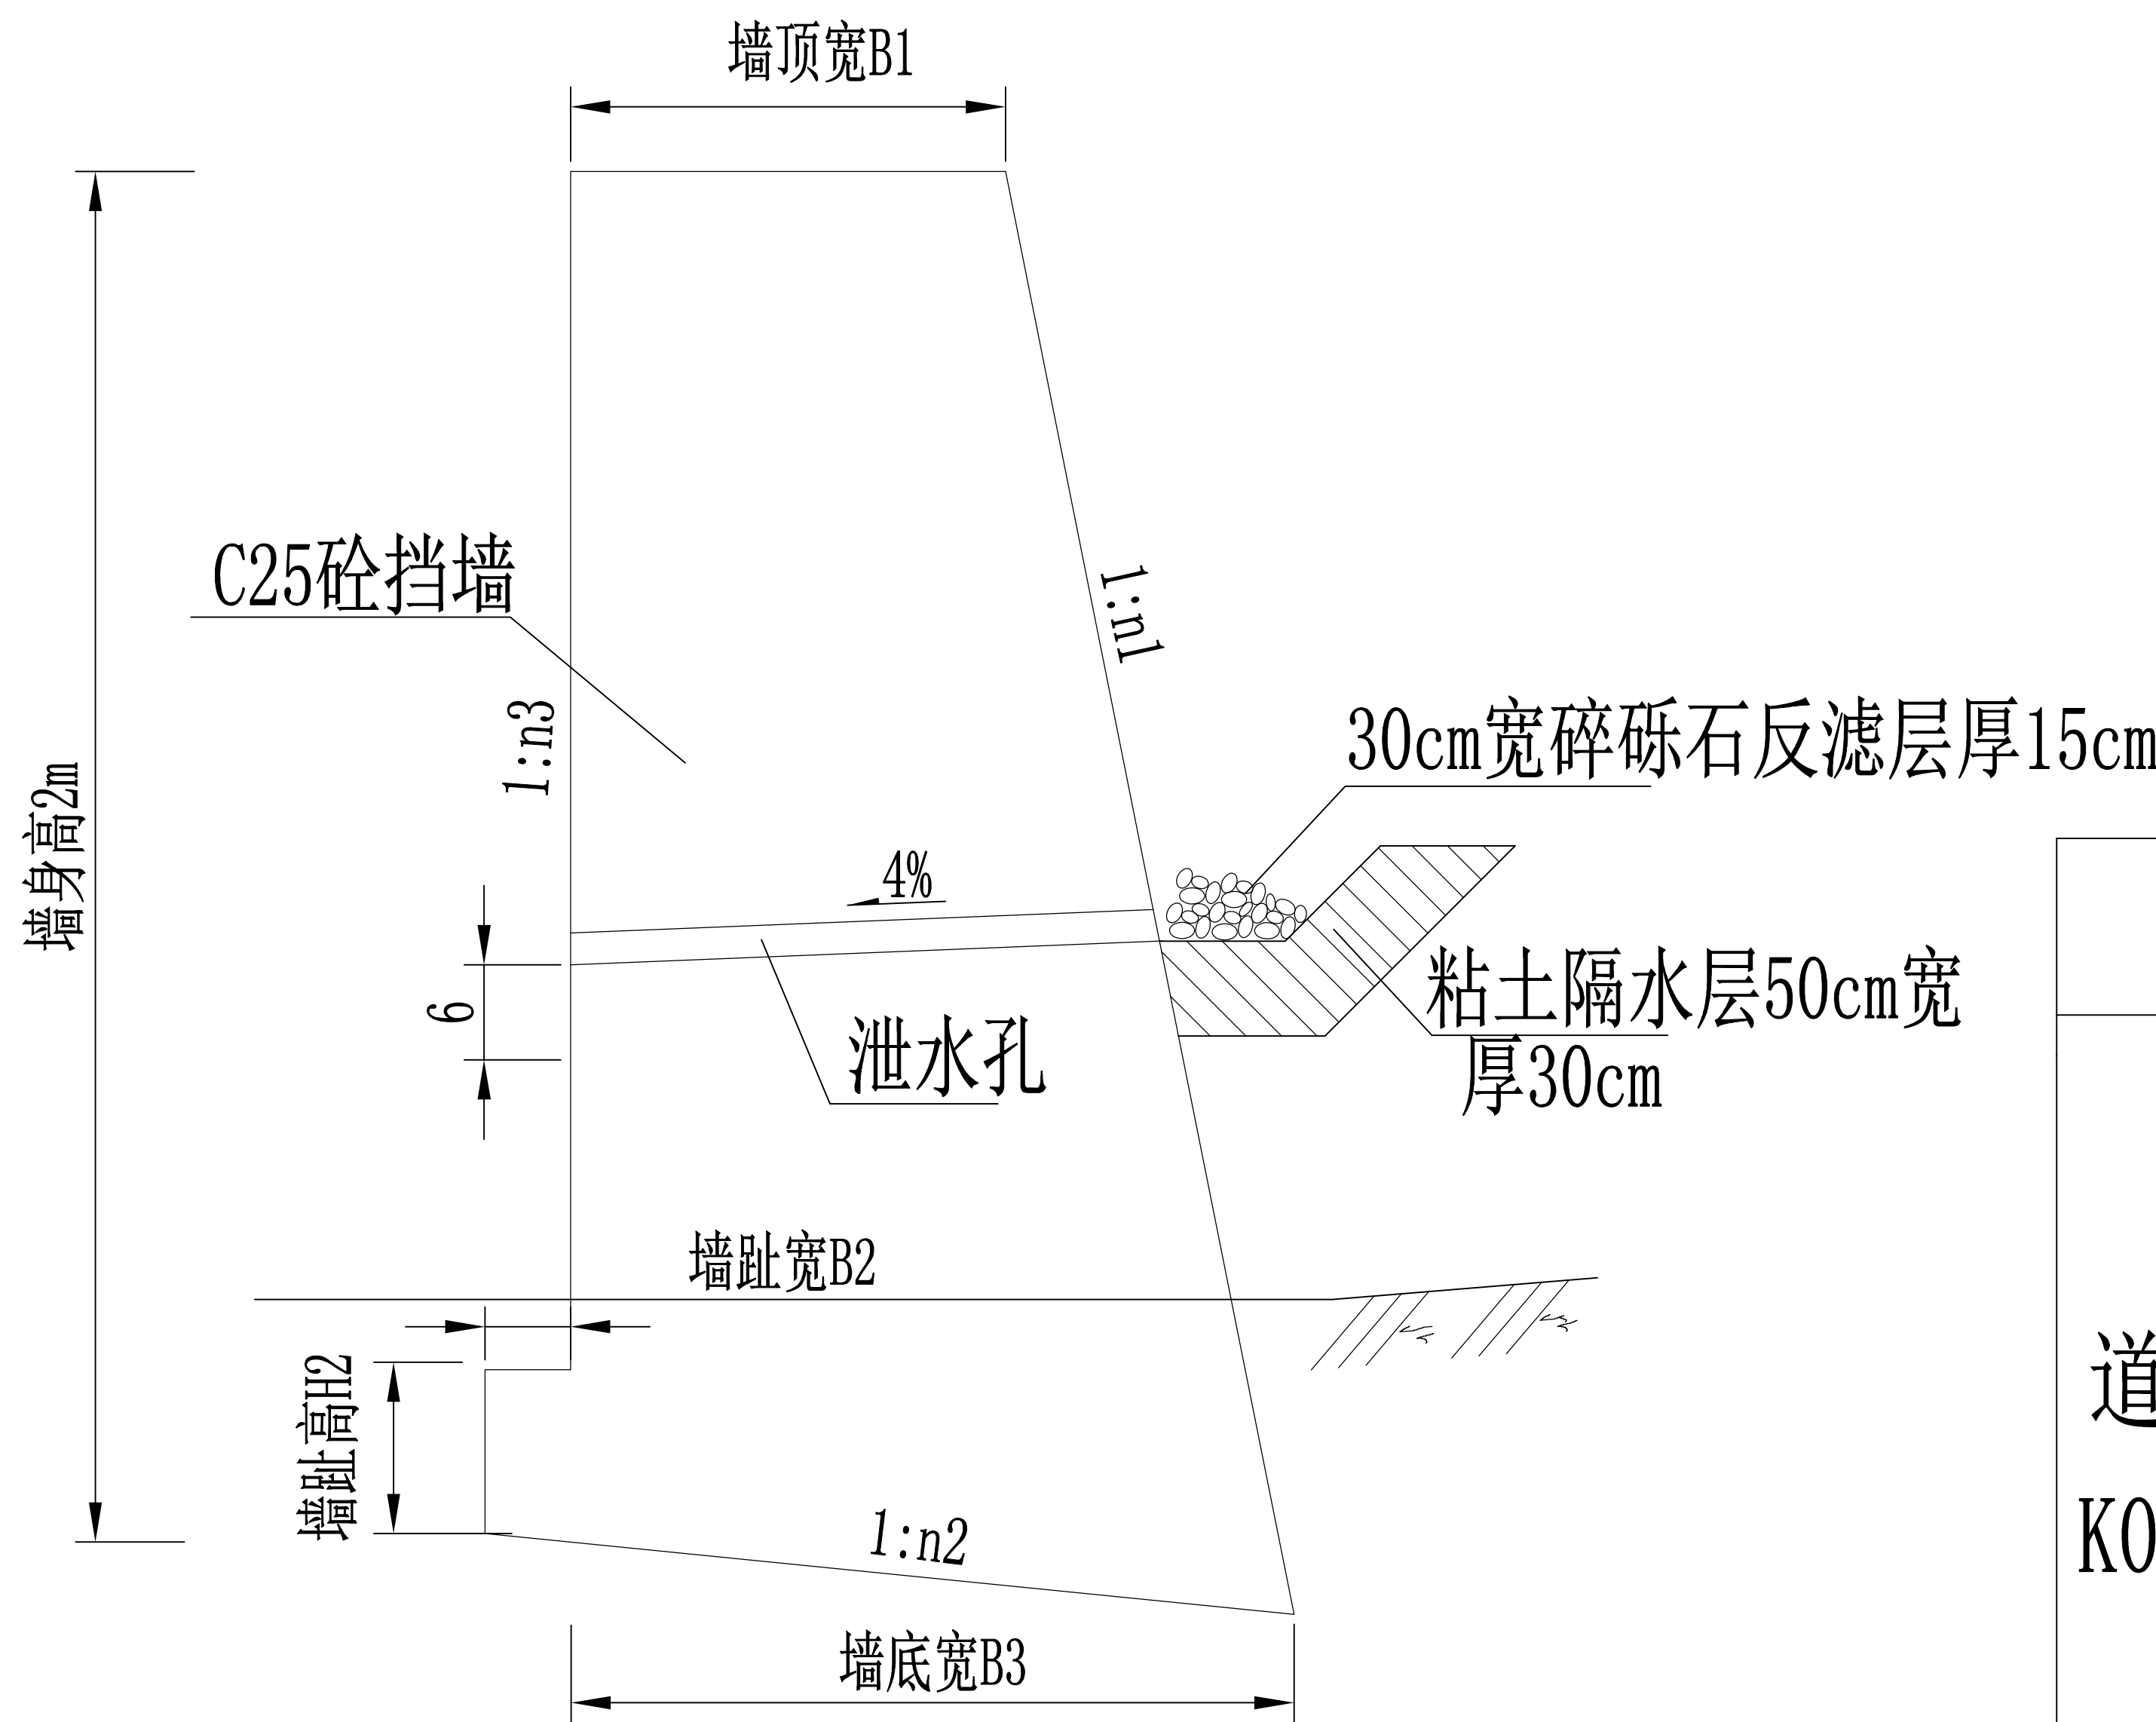 墙顶宽B1
C25砼挡墙
1:n1
1:n3
30cm宽碎砾石反滤层厚15cm
墙身高2m
4%
6
粘土隔水层50cm宽
厚30cm
泄水孔
墙趾宽B2
墙趾高H2
道
K0
1:n2
墙底宽B3